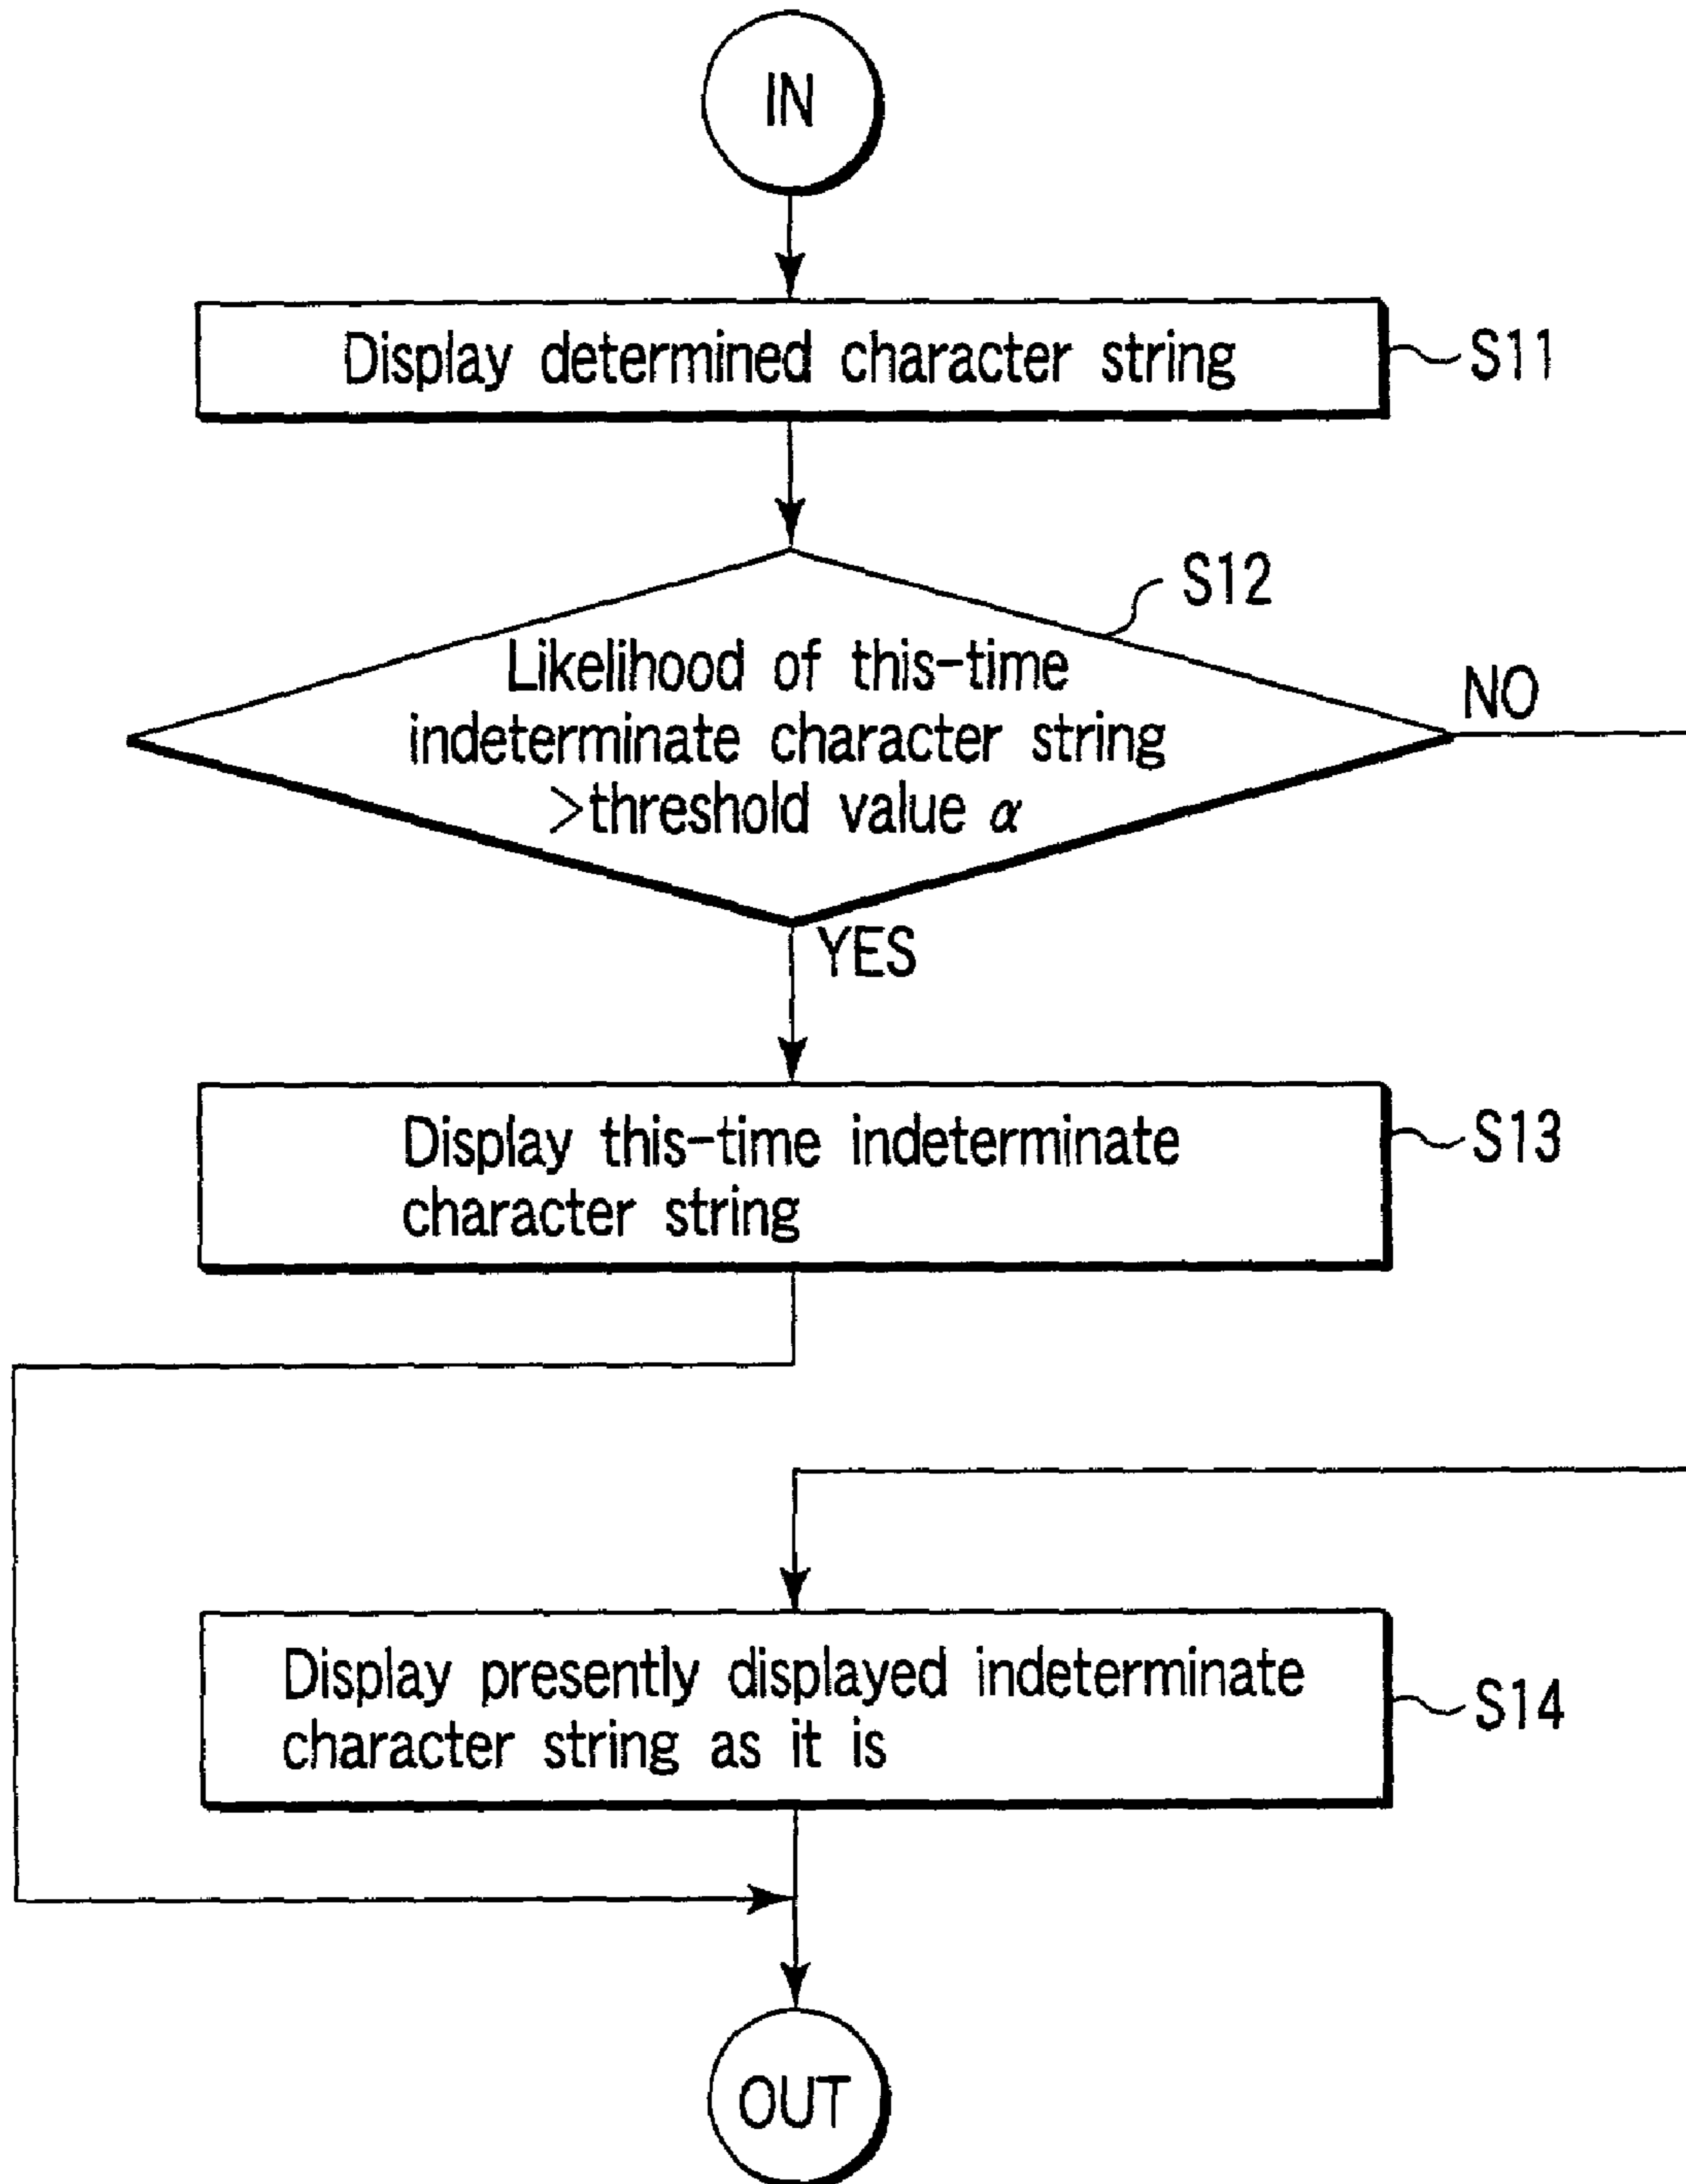 IN
Display determined character string
S11
S12
Likelihood of this-time
indeterminate character string
>threshold value α
NO
YES
Display this-time indeterminate
character string
S13
Display presently displayed indeterminate
character string as it is
S14
OUT